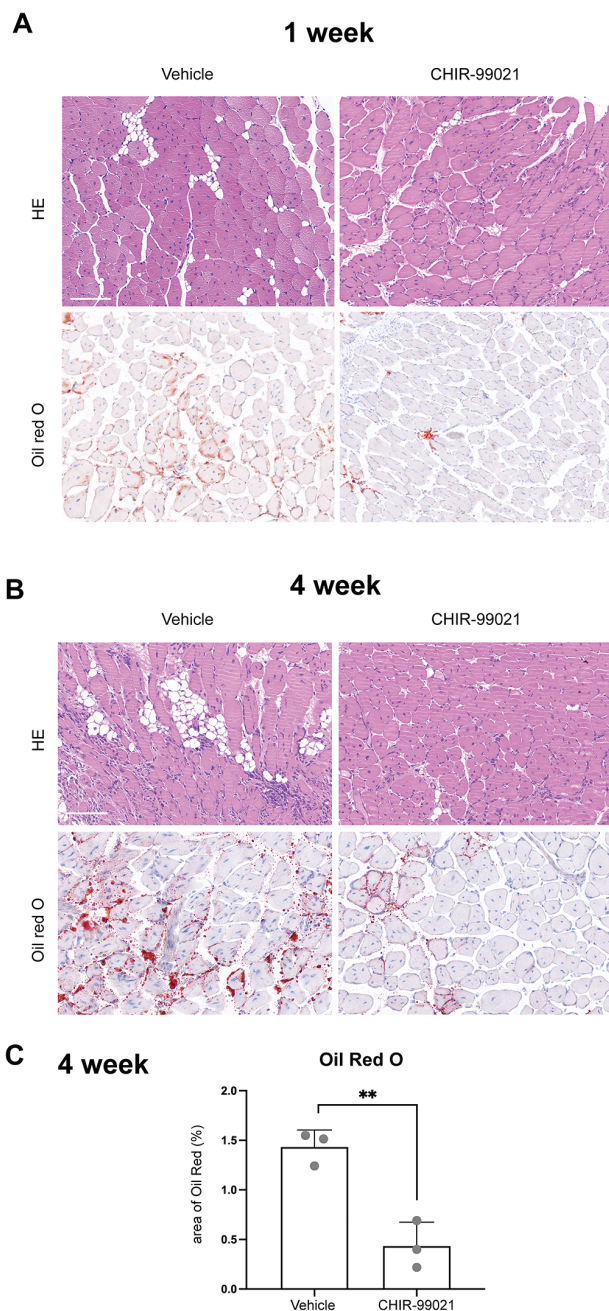 A
1 week
Vehicle
CHIR-99021
HE
Oil red O
B
4 week
Vehicle
CHIR-99021
HE
Oil red O
C
4 week
Oil Red O
**
area of Oil Red (%)
2.0
1.5
1.0
0.5
0.0
Vehicle
CHIR-99021